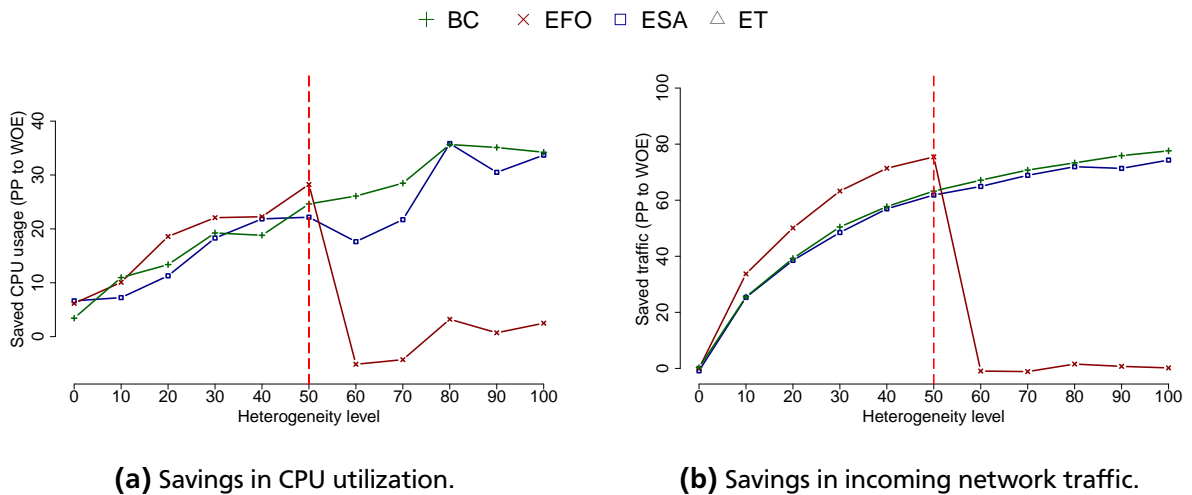 BC EFO ESA ET
Saved CPU usage (PP to WOE)
40
30
20
10
0
0 10 20 30 40 50 60 70 80 90 100
Heterogeneity level
(a) Savings in CPU utilization.
Saved traffic (PP to WOE)
100
80
60
40
20
0
0 10 20 30 40 50 60 70 80 90 100
Heterogeneity level
(b) Savings in incoming network traffic.